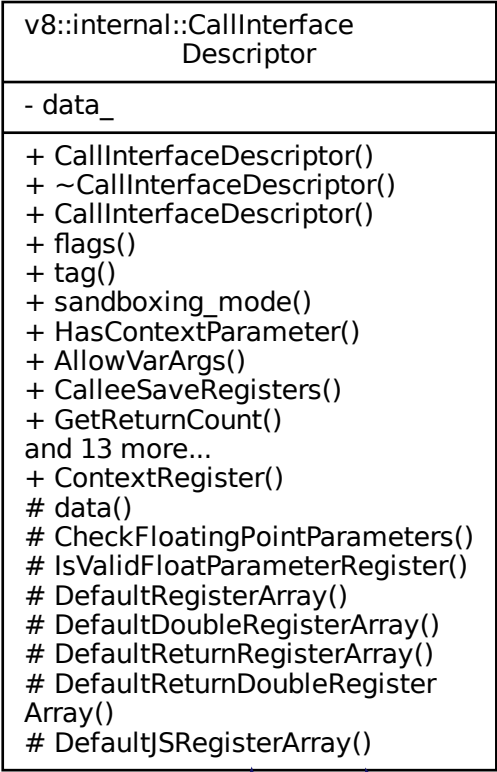 v8::internal::CallInterface
Descriptor
- data_
+ CallInterfaceDescriptor()
+ ~CallInterfaceDescriptor()
+ CallInterfaceDescriptor()
+ flags()
+ tag()
+ sandboxing_mode()
+ HasContextParameter()
+ AllowVarArgs()
+ CalleeSaveRegisters()
+ GetReturnCount()
and 13 more...
+ ContextRegister()
# data()
# CheckFloatingPointParameters()
# IsValidFloatParameterRegister()
# DefaultRegisterArray()
# DefaultDoubleRegisterArray()
# DefaultReturnRegisterArray()
# DefaultReturnDoubleRegister
Array()
# DefaultJSRegisterArray()